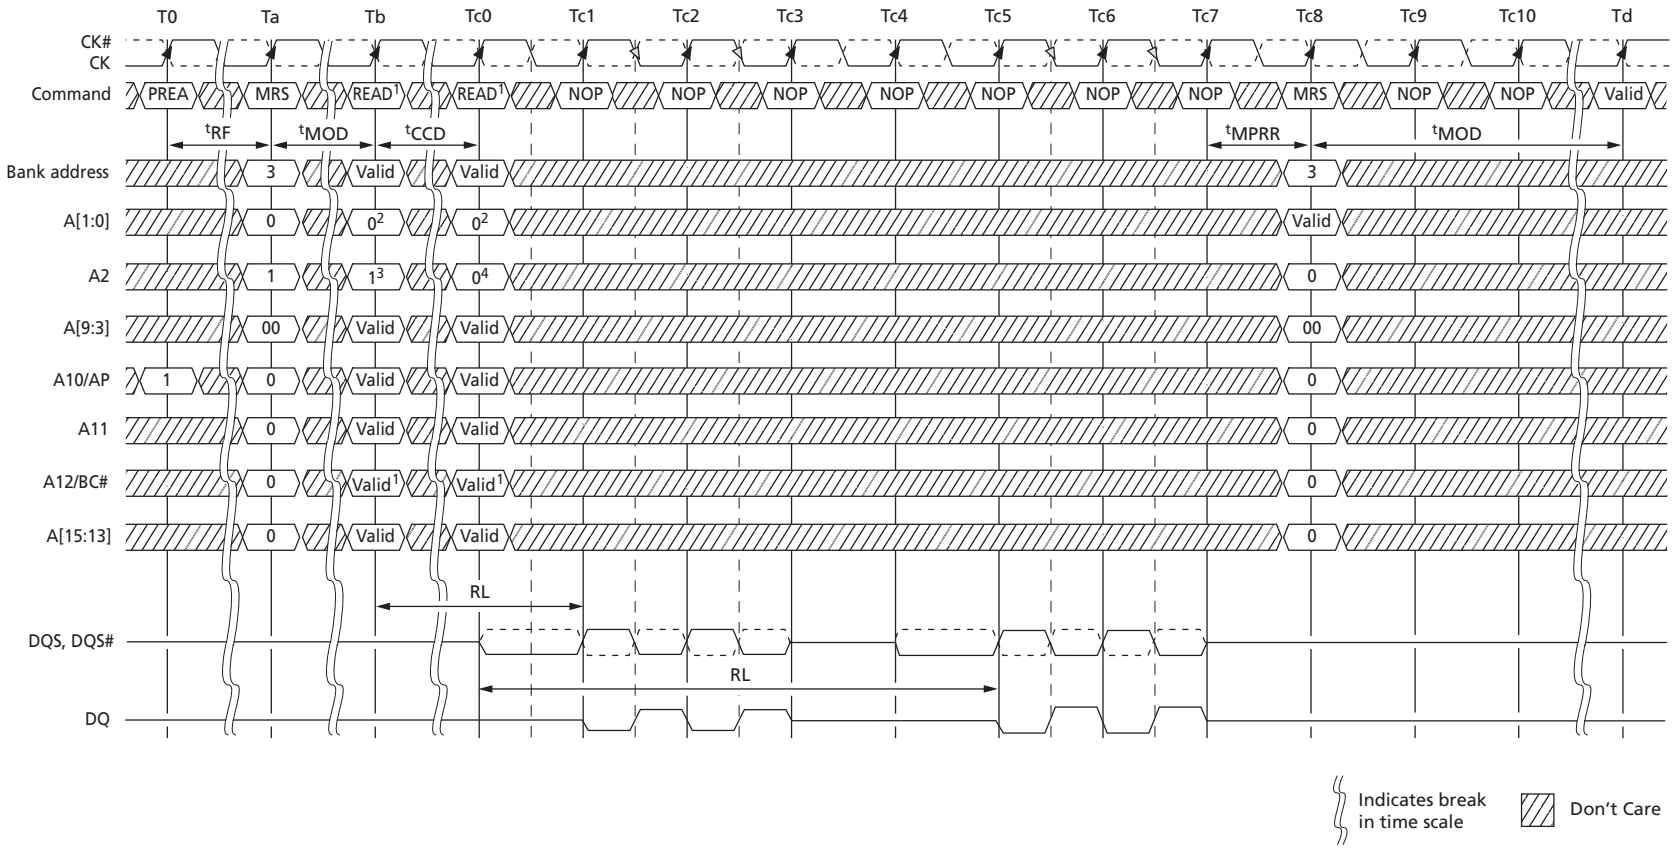 T0 Ta Tb Tc0 Tc1 Tc2 Tc3 Tc4 Tc5 Tc6 Tc7 Tc8 Tc9 Tc10 Td
CK#
CK
Command PREA MRS READ1 READ1 NOP NOP NOP NOP NOP NOP NOP MRS NOP NOP Valid
tRF tMOD tCCD tMPRR tMOD
Bank address 3 Valid Valid 3
A[1:0] 0 02 02 Valid
A2 1 13 04 0
A[9:3] 00 Valid Valid 00
A10/AP 1 0 Valid Valid 0
A11 0 Valid Valid 0
A12/BC# 0 Valid1 Valid1 0
A[15:13] 0 Valid Valid 0
RL
DQS, DQS#
RL
DQ
Indicates break
in time scale
Don't Care